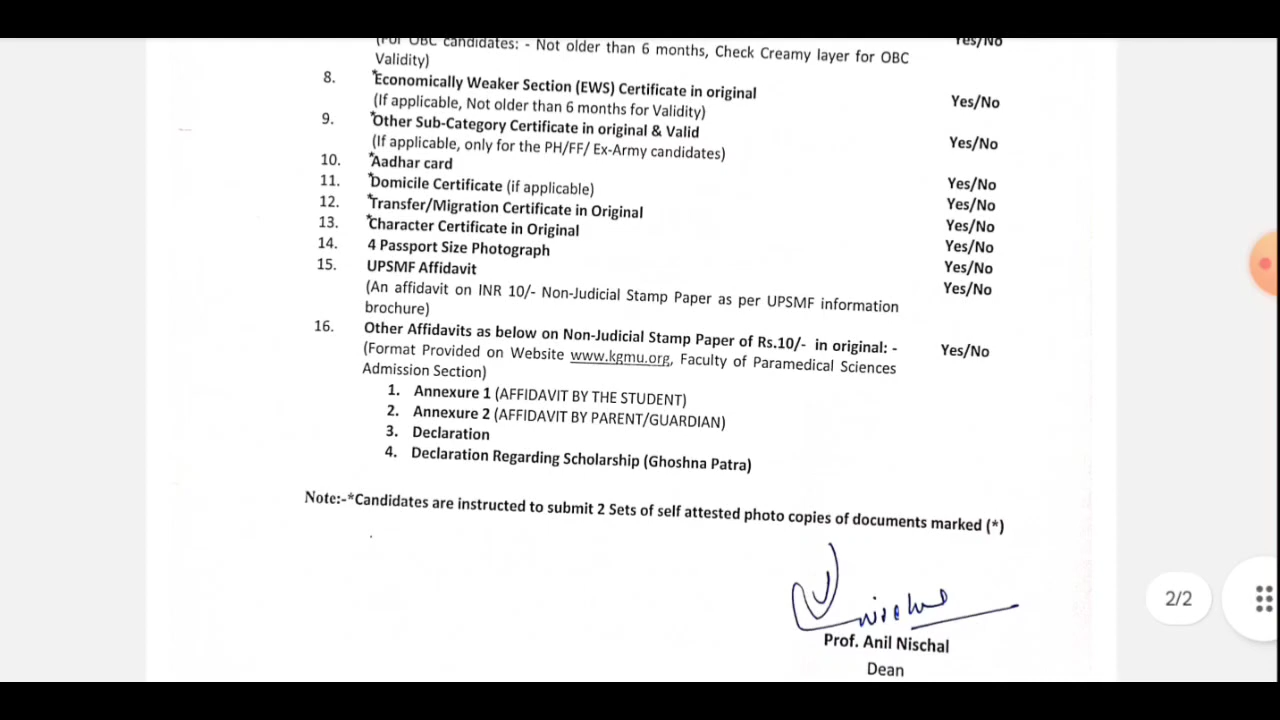 (For OBC candidates: - Not older than 6 months, Check Creamy layer for OBC Yes/No
Validity)
8. *Economically Weaker Section (EWS) Certificate in original Yes/No
(If applicable, Not older than 6 months for Validity)
9. *Other Sub-Category Certificate in original & Valid Yes/No
(If applicable, only for the PH/FF/ Ex-Army candidates)
10. *Aadhar card Yes/No
11. *Domicile Certificate (if applicable) Yes/No
12. *Transfer/Migration Certificate in Original Yes/No
13. *Character Certificate in Original Yes/No
14. 4 Passport Size Photograph Yes/No
15. UPSMF Affidavit Yes/No
(An affidavit on INR 10/- Non-Judicial Stamp Paper as per UPSMF information
brochure)
16. Other Affidavits as below on Non-Judicial Stamp Paper of Rs.10/- in original: - Yes/No
(Format Provided on Website www.kgmu.org, Faculty of Paramedical Sciences
Admission Section)
1. Annexure 1 (AFFIDAVIT BY THE STUDENT)
2. Annexure 2 (AFFIDAVIT BY PARENT/GUARDIAN)
3. Declaration
4. Declaration Regarding Scholarship (Ghoshna Patra)
Note:-*Candidates are instructed to submit 2 Sets of self attested photo copies of documents marked (*)
Nischal
Prof. Anil Nischal
Dean
2/2